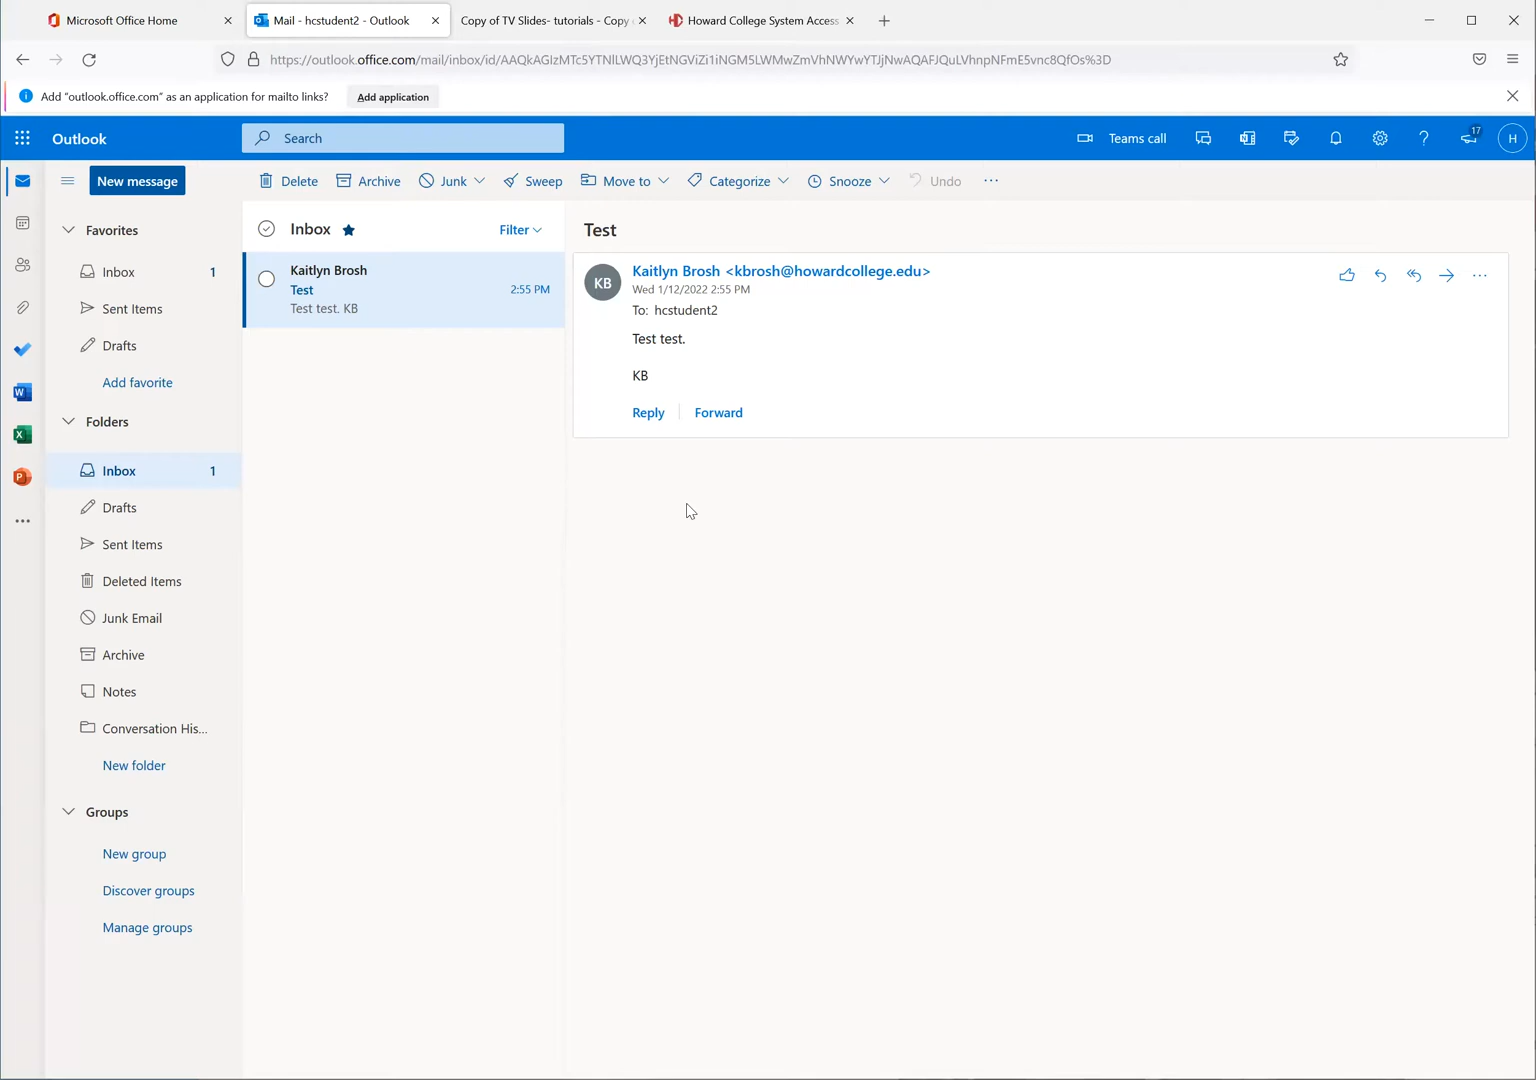 Microsoft Office Home
Mail - hcstudent2 - Outlook
Copy of TV Slides- tutorials - Copy
Howard College System Access
https://outlook.office.com/mail/inbox/id/AAQkAGIzMTc5YTNlLWQ3YjEtNGViZi1iNGM5LWMwZmVhNWYwYTJjNwAQAFJQuLVhnpNFmE5vnc8QfOs%3D
Add "outlook.office.com" as an application for mailto links?
Add application
Outlook
Search
Teams call
17
H
New message
Delete
Archive
Junk
Sweep
Move to
Categorize
Snooze
Undo
Favorites
Inbox 1
Sent Items
Drafts
Add favorite
Folders
Inbox 1
Drafts
Sent Items
Deleted Items
Junk Email
Archive
Notes
Conversation His...
New folder
Groups
New group
Discover groups
Manage groups
Inbox
Filter
Kaitlyn Brosh
Test
2:55 PM
Test test. KB
Test
KB
Kaitlyn Brosh <kbrosh@howardcollege.edu>
Wed 1/12/2022 2:55 PM
To: hcstudent2
Test test.
KB
Reply
Forward